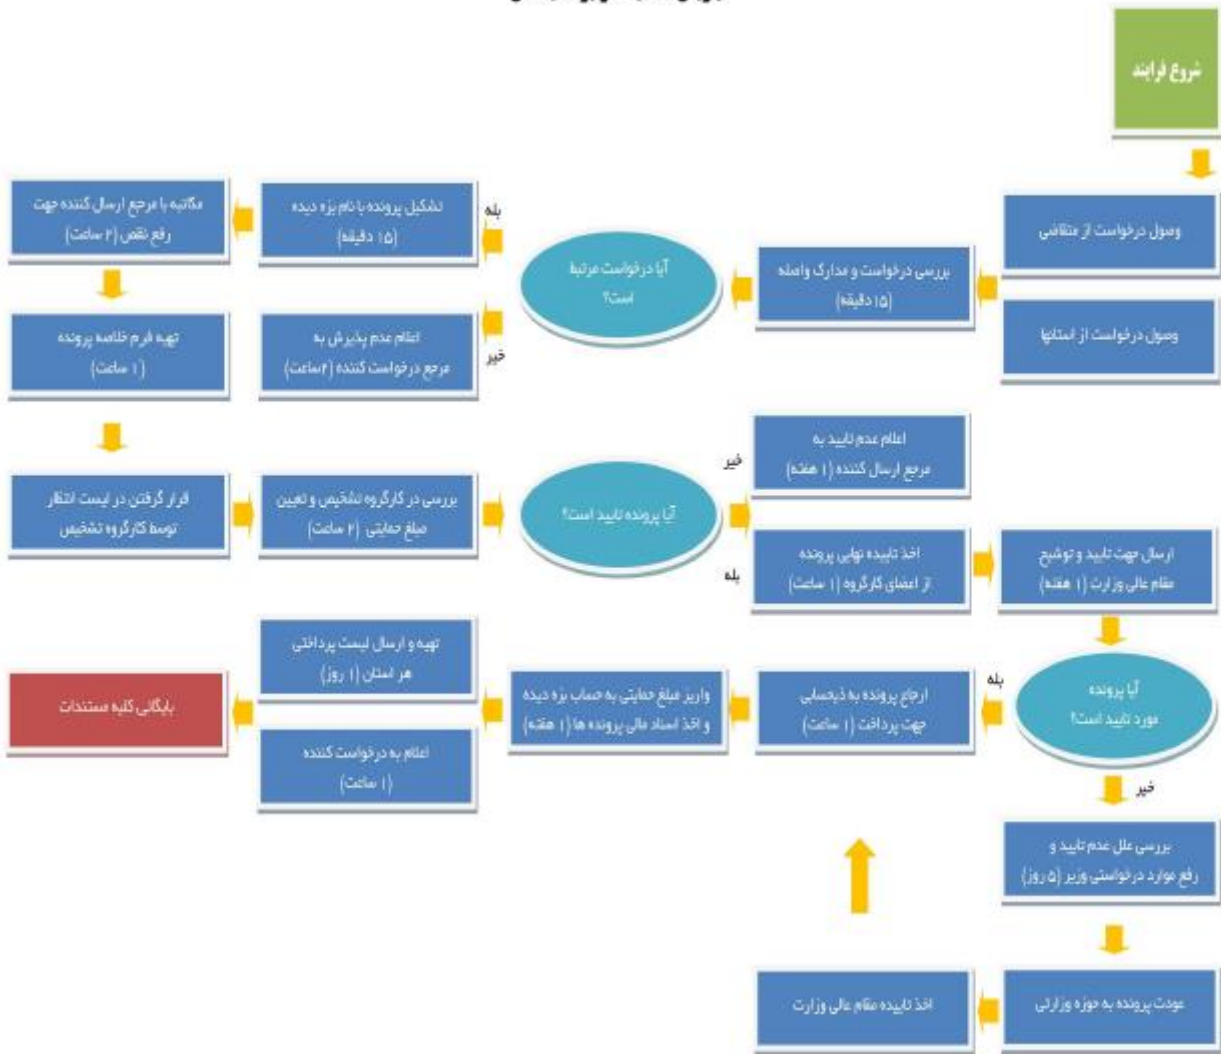 شروع فرایند
وصول درخواست از متقاضی
وصول درخواست از استانها
بررسی درخواست و مدارک واصله
(۱۵ دقیقه)
آیا درخواست مرتبط
است؟
بله
خیر
تشکیل پرونده با نام بزه دیده
(۱۵ دقیقه)
اعلام عدم پذیرش به
مرجع درخواست کننده (۲ساعت)
مکاتبه با مرجع ارسال کننده جهت
رفع نقص (۲ ساعت)
تهیه فرم خلاصه پرونده
(۱ ساعت)
قرار گرفتن در لیست انتظار
توسط کارگروه تشخیص
بررسی در کارگروه تشخیص و تعیین
مبلغ حمایتی (۲ ساعت)
آیا پرونده تایید است؟
خیر
بله
اعلام عدم تایید به
مرجع ارسال کننده (۱ هفته)
اخذ تاییده نهایی پرونده
از اعضای کارگروه (۱ ساعت)
ارسال جهت تایید و توشیح
مقام عالی وزارت (۱ هفته)
آیا پرونده
مورد تایید است؟
بله
خیر
ارجاع پرونده به ذیحسابی
جهت پرداخت (۱ ساعت)
واریز مبلغ حمایتی به حساب بزه دیده
و اخذ اسناد مالی پرونده ها (۱ هفته)
تهیه و ارسال لیست پرداختی
هر استان (۱ روز)
اعلام به درخواست کننده
(۱ ساعت)
بایگانی کلیه مستندات
بررسی علل عدم تایید و
رفع موارد درخواستی وزیر (۵ روز)
عودت پرونده به حوزه وزارتی
اخذ تاییده مقام عالی وزارت